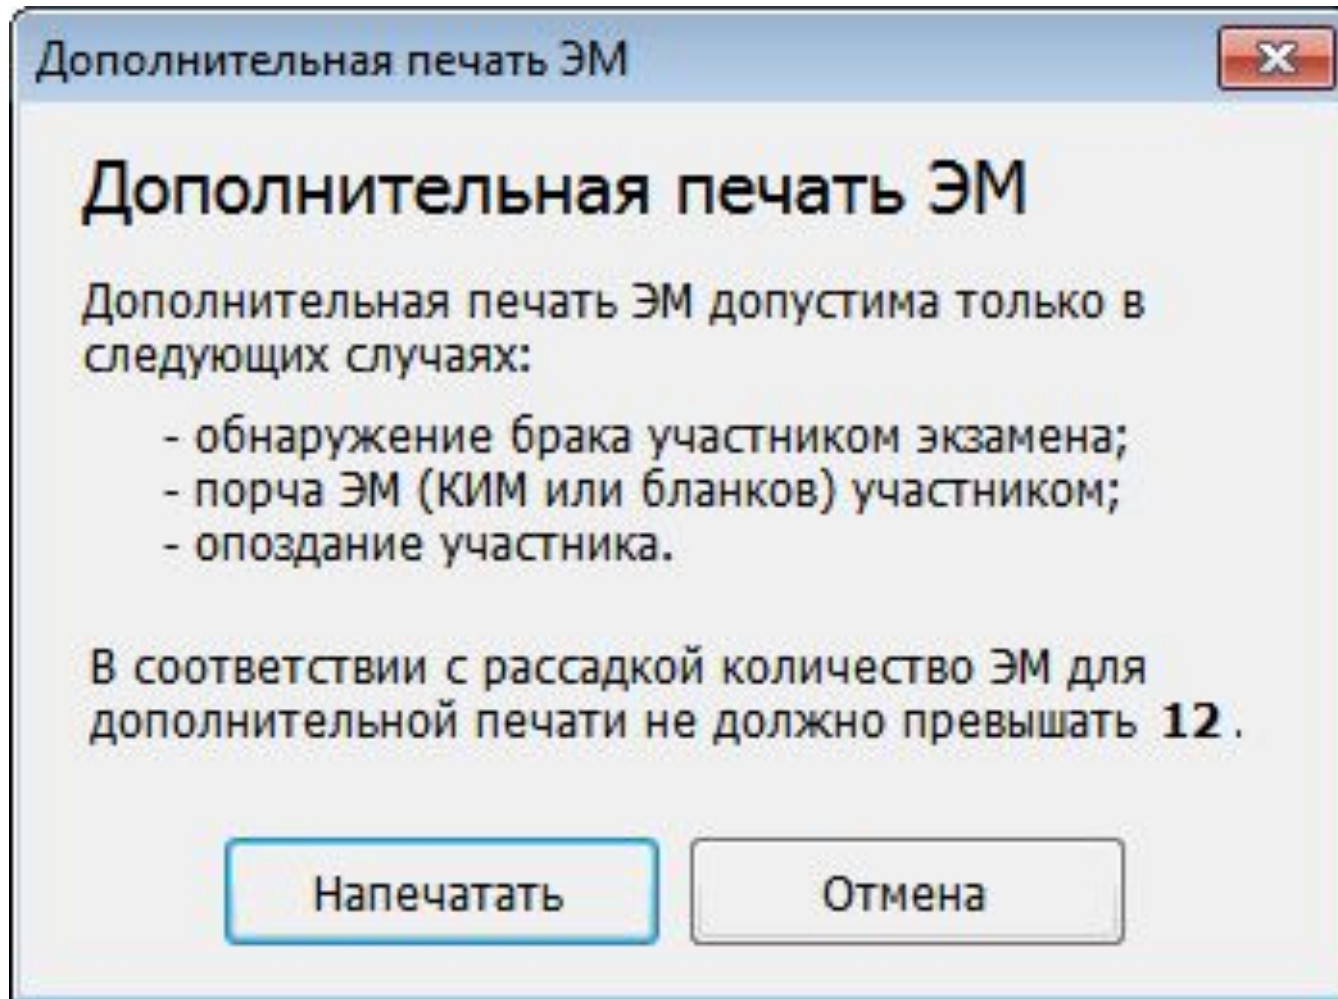 Дополнительная печать ЭМ
Дополнительная печать ЭМ
Дополнительная печать ЭМ допустима только в
следующих случаях:
- обнаружение брака участником экзамена;
- порча ЭМ (КИМ или бланков) участником;
- опоздание участника.
В соответствии с рассадкой количество ЭМ для
дополнительной печати не должно превышать 12 .
Напечатать
Отмена